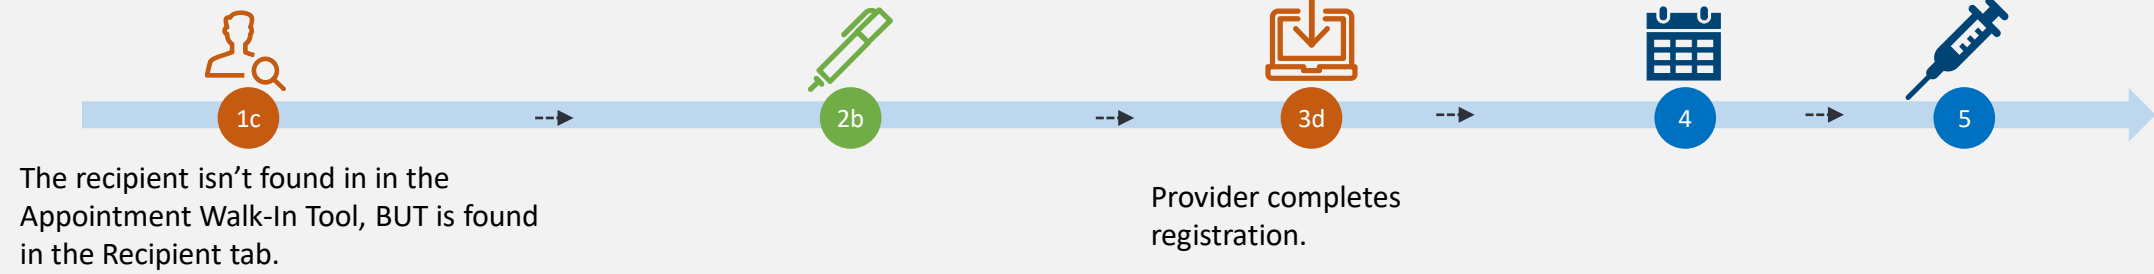 1c
2b
3d
4
5
The recipient isn’t found in in the
Appointment Walk-In Tool, BUT is found
in the Recipient tab.
Provider completes
registration.